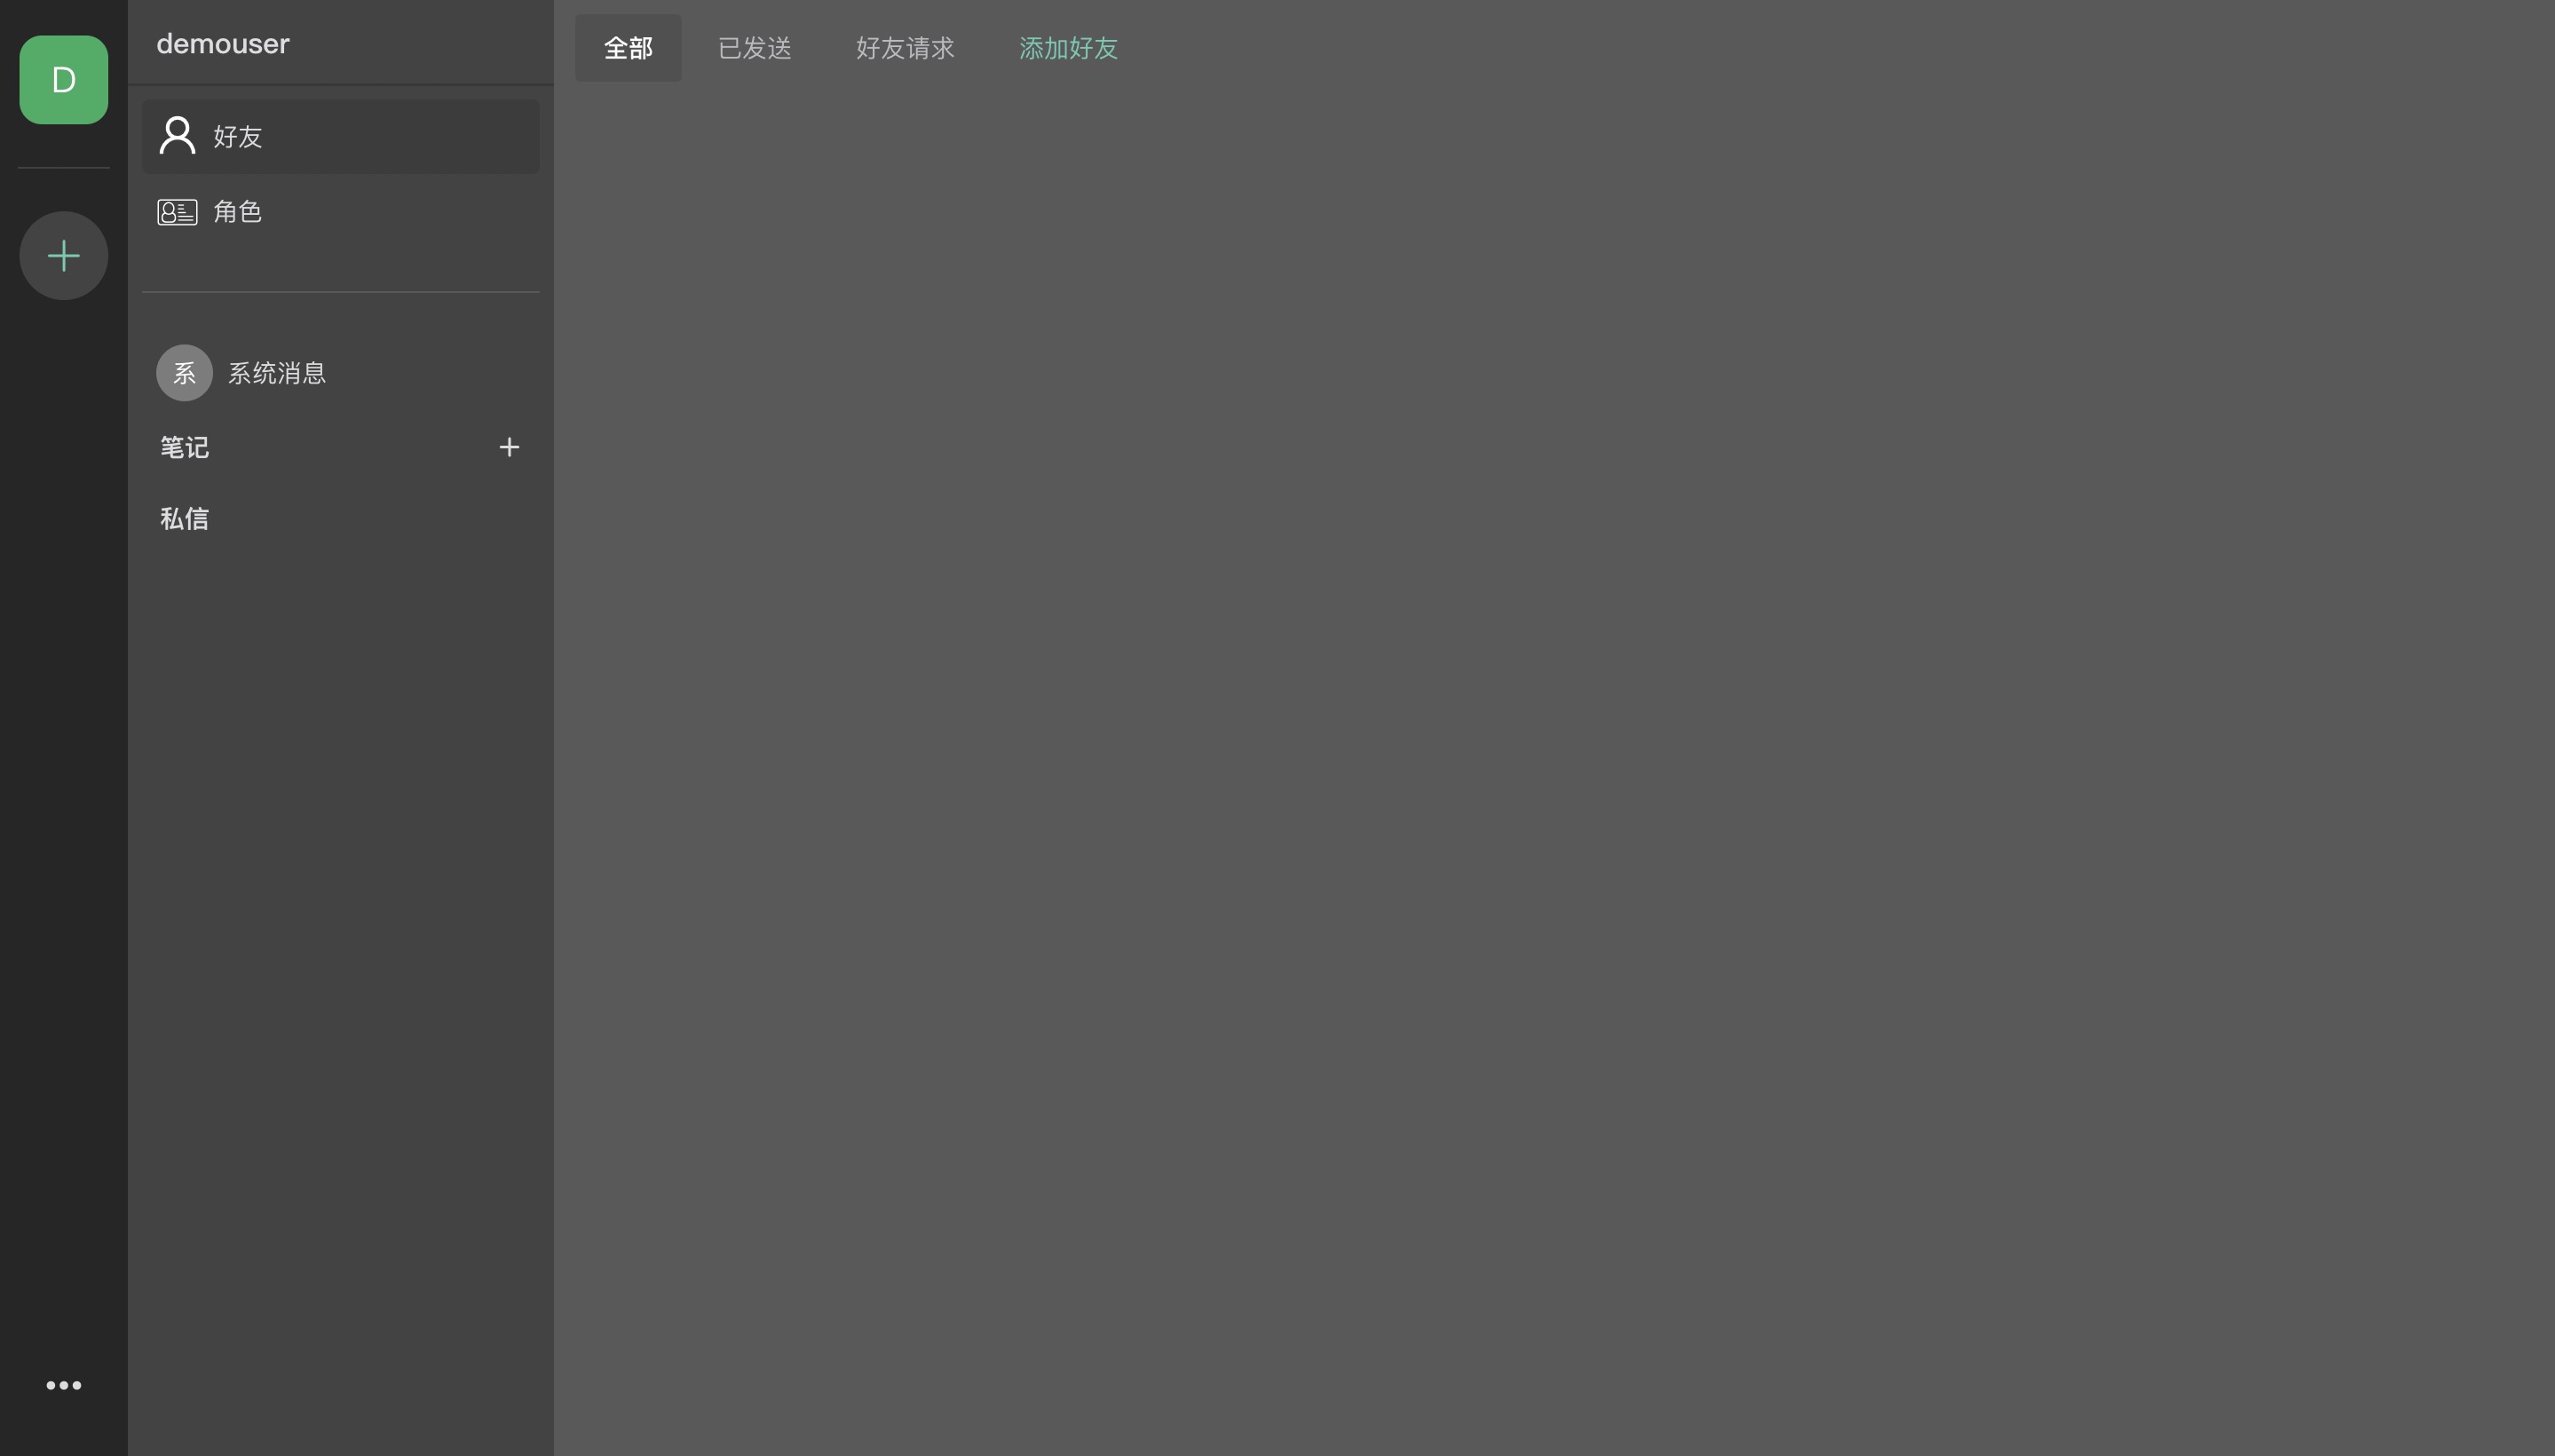 D
demouser
好友
角色
系 系统消息
笔记
私信
全部 已发送 好友请求 添加好友